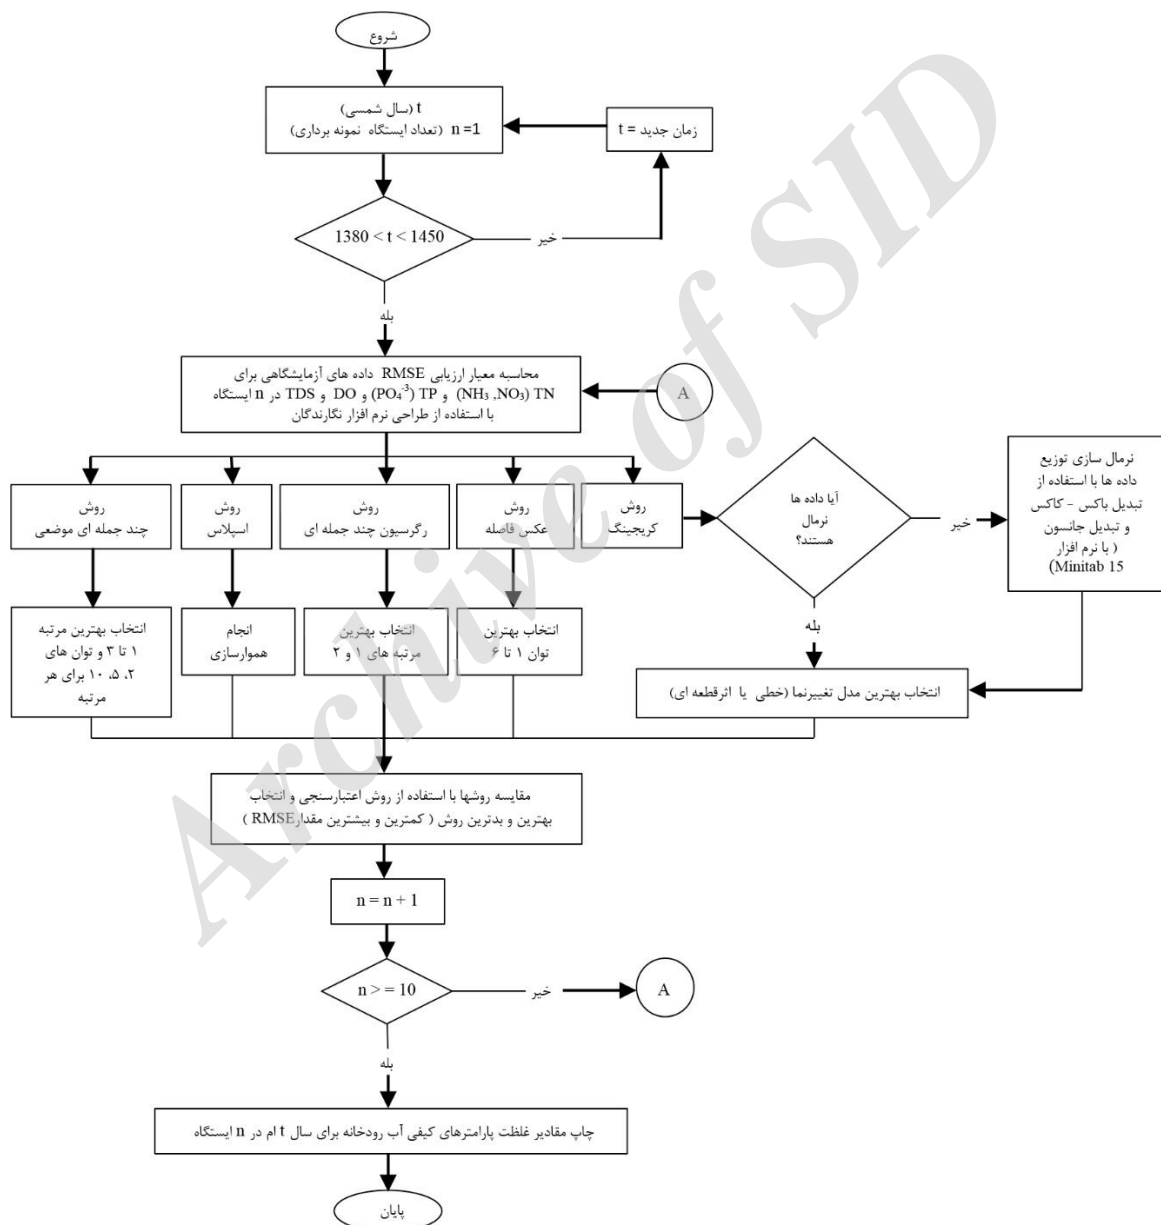 شروع
t (سال شمسی)
n =1 (تعداد ایستگاه نمونه برداری)
t = زمان جدید
1380 < t < 1450
خیر
بله
محاسبه معیار ارزیابی RMSE داده های آزمایشگاهی برای
TN (NH₃ ,NO₃) و TP (PO₄⁻³) و DO و TDS در n ایستگاه
با استفاده از طراحی نرم افزار نگارندگان
A
روش
کریجینگ
روش
عکس فاصله
روش
رگرسیون چند جمله ای
روش
اسپلاس
روش
چند جمله ای موضعی
آیا داده ها
نرمال
هستند؟
خیر
نرمال سازی توزیع
داده ها با استفاده از
تبدیل باکس - کاکس
و تبدیل جانسون
( با نرم افزار
Minitab 15)
بله
انتخاب بهترین مدل تغییرنما (خطی یا اثرقطعه ای)
انتخاب بهترین
توان ۱ تا ۶
انتخاب بهترین
مرتبه های ۱ و ۲
انجام
هموارسازی
انتخاب بهترین مرتبه
۱ تا ۳ و توان های
۲، ۵، ۱۰ برای هر
مرتبه
مقایسه روشها با استفاده از روش اعتبارسنجی و انتخاب
بهترین و بدترین روش ( کمترین و بیشترین مقدارRMSE )
n = n + 1
n > = 10
خیر
A
بله
چاپ مقادیر غلظت پارامترهای کیفی آب رودخانه برای سال t ام در n ایستگاه
پایان
Archive of SID